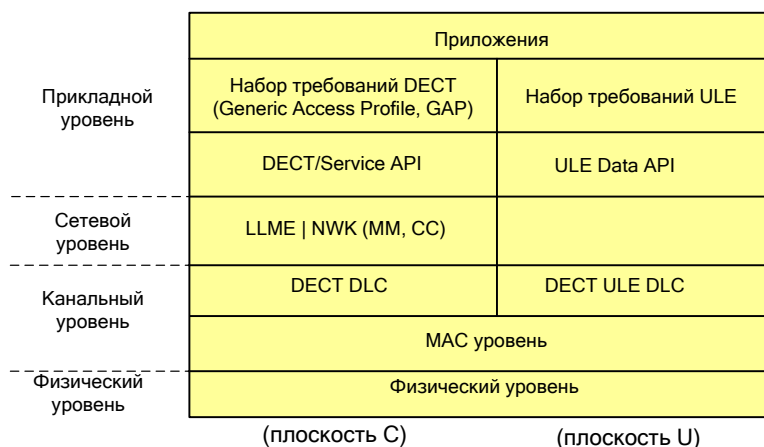 Приложения
Прикладной
уровень
Набор требований DECT
(Generic Access Profile, GAP)
Набор требований ULE
DECT/Service API
ULE Data API
Сетевой
уровень
LLME | NWK (MM, CC)
Канальный
уровень
DECT DLC
DECT ULE DLC
MAC уровень
Физический
уровень
Физический уровень
(плоскость C)
(плоскость U)